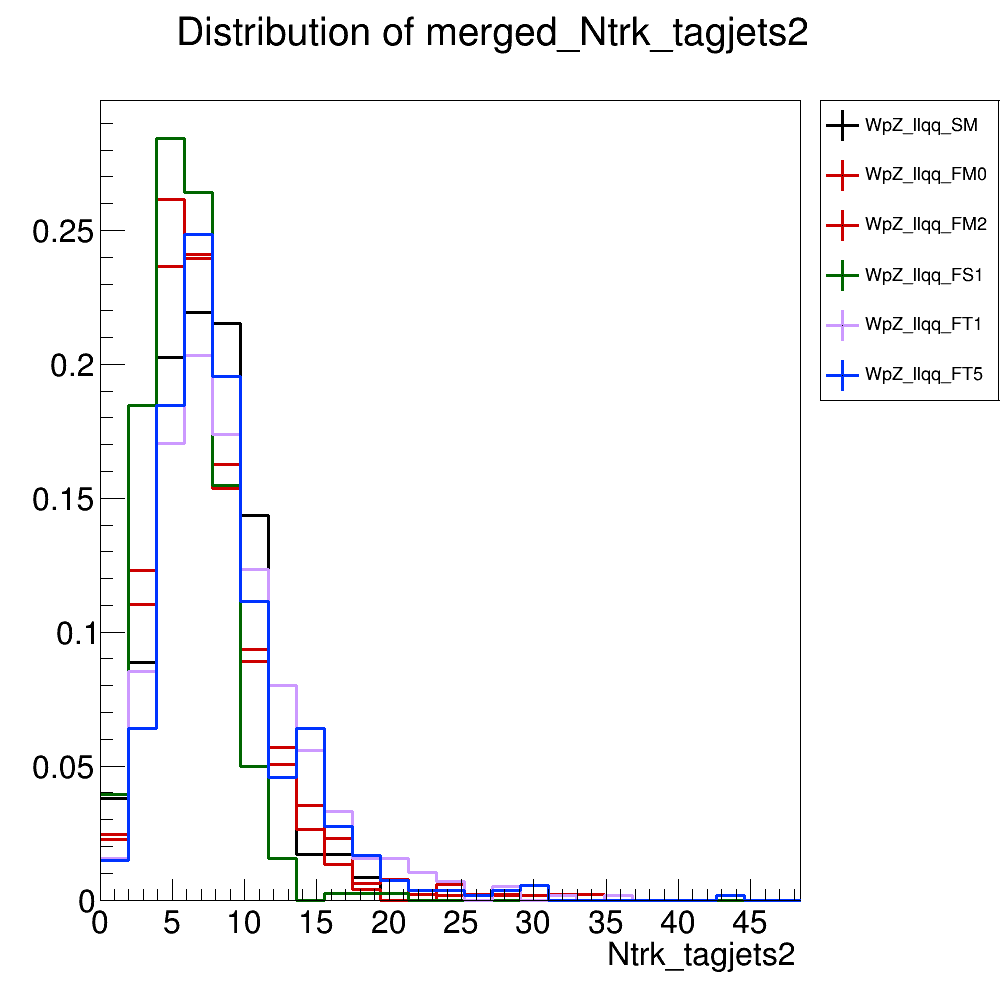 Distribution of merged_Ntrk_tagjets2
WpZ_llqq_SM
WpZ_llqq_FM0
WpZ_llqq_FM2
WpZ_llqq_FS1
WpZ_llqq_FT1
WpZ_llqq_FT5
0.25
0.2
0.15
0.1
0.05
0
0 5 10 15 20 25 30 35 40 45
Ntrk_tagjets2